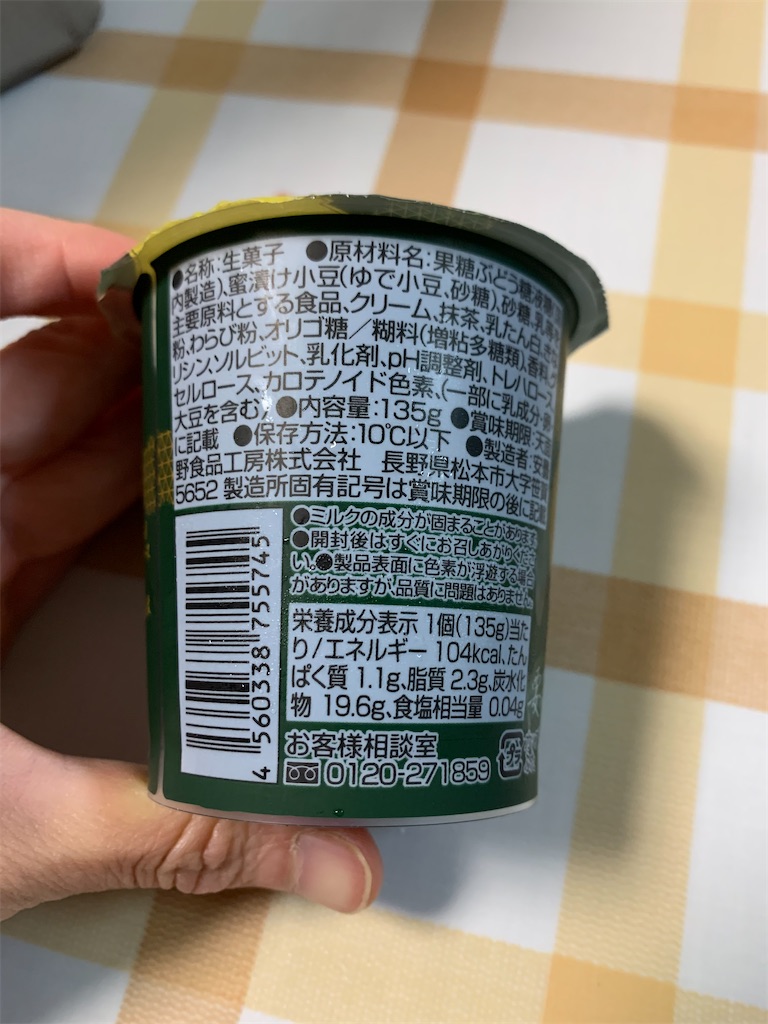 ●名称:生菓子 ●原材料名:果糖ぶどう糖液糖
内製造)、蜜漬け小豆(ゆで小豆、砂糖)、砂糖、乳等を
主要原料とする食品、クリーム、抹茶、乳たん白、
粉、わらび粉、オリゴ糖/糊料(増粘多糖類)、香料、グ
リシン、ソルビット、乳化剤、pH調整剤、トレハロース、
セルロース、カロテノイド色素、(一部に乳成分・
大豆を含む) ●内容量:135g ●賞味期限:天面
に記載 ●保存方法:10℃以下 ●製造者:安曇
野食品工房株式会社 長野県松本市大字笹賀
5652 製造所固有記号は賞味期限の後に記載
●ミルクの成分が固まることがあります
●開封後はすぐにお召しあがりくださ
い。●製品表面に色素が浮遊する場合
がありますが、品質に問題はありません。
栄養成分表示 1個(135g)当た
り/エネルギー 104kcal、たん
ぱく質 1.1g、脂質 2.3g、炭水化
物 19.6g、食塩相当量 0.04g
お客様相談室
0120-271859
プラ
4 560338 755745